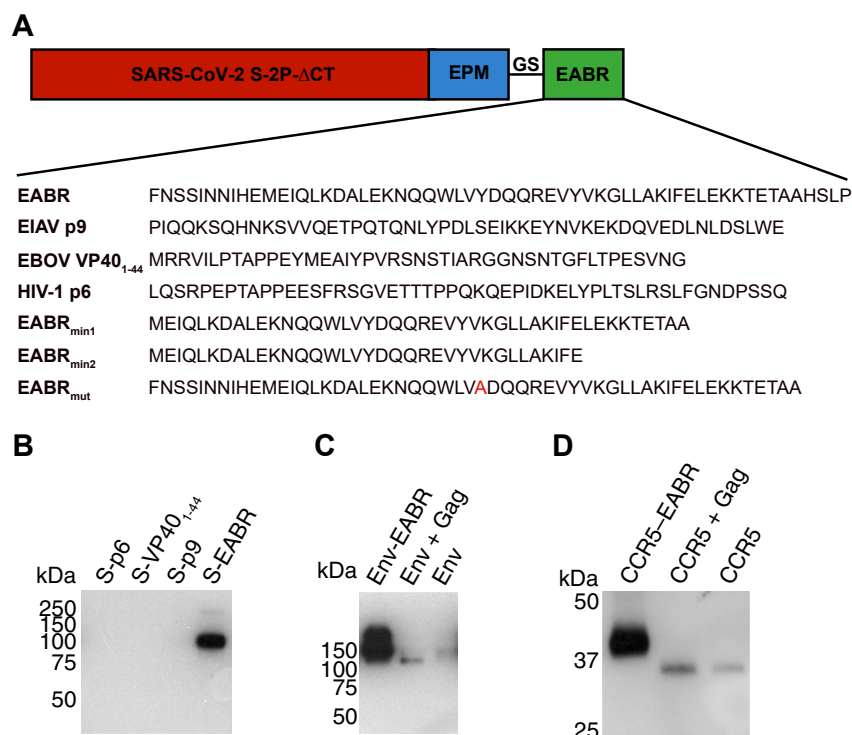 A
SARS-CoV-2 S-2P-ΔCT EPM GS EABR
EABR FNSSINNIHEMEIQLKDALEKNQQWLVYDQQREVYVKGLLAKIFELEKKTETAAHSLP
EIAV p9 PIQQKSQHNKSVVQETPQTQNLYPDLSEIKKEYNVKEKDQVEDLNLDSLWE
EBOV VP40₁₋₄₄ MRRVILPTAPPEYMEAIYPVRSNSTIARGGNSNTGFLTPESVNG
HIV-1 p6 LQSRPEPTAPPEESFRSGVETTTPPQKQEPIDKELYPLTSLRSLFGNDPSSQ
EABRmin1 MEIQLKDALEKNQQWLVYDQQREVYVKGLLAKIFELEKKTETAA
EABRmin2 MEIQLKDALEKNQQWLVYDQQREVYVKGLLAKIFE
EABRmut FNSSINNIHEMEIQLKDALEKNQQWLVADQQREVYVKGLLAKIFELEKKTETAA
B
kDa S-p6 S-VP40₁₋₄₄ S-p9 S-EABR
250
150
100
75
50
C
kDa Env-EABR Env + Gag Env
150
100
75
50
D
kDa CCR5–EABR CCR5 + Gag CCR5
50
37
25